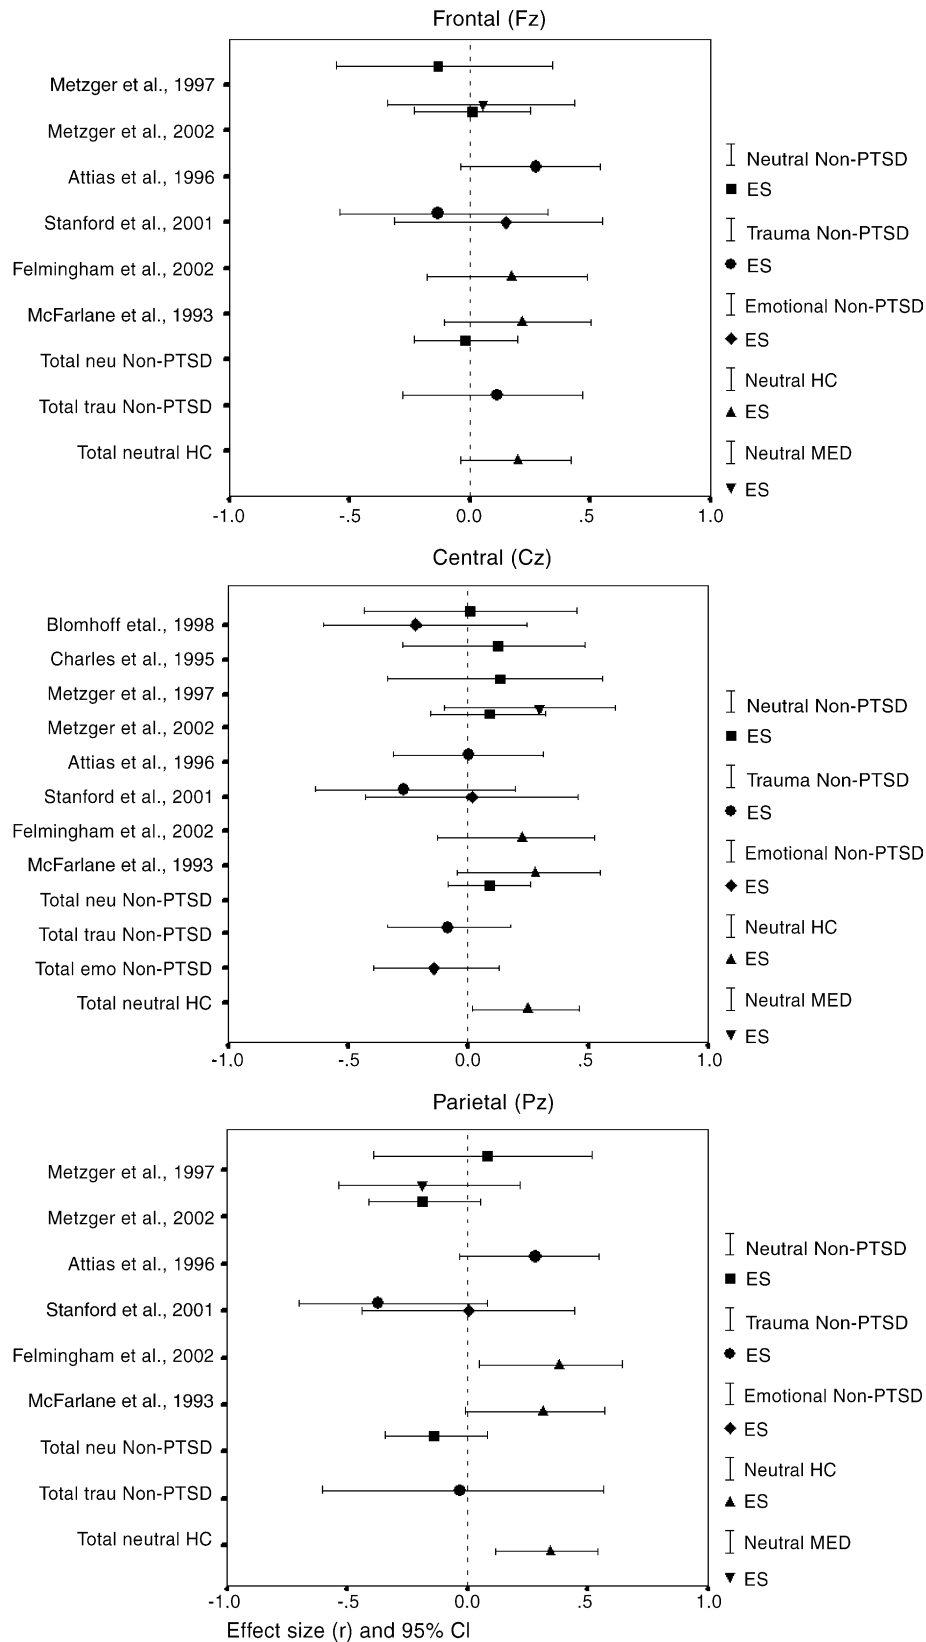 Frontal (Fz)
Metzger et al., 1997
Metzger et al., 2002
Attias et al., 1996
Stanford et al., 2001
Felmingham et al., 2002
McFarlane et al., 1993
Total neu Non-PTSD
Total trau Non-PTSD
Total neutral HC
-1.0 -.5 0.0 .5 1.0
Neutral Non-PTSD
ES
Trauma Non-PTSD
ES
Emotional Non-PTSD
ES
Neutral HC
ES
Neutral MED
ES
Central (Cz)
Blomhoff etal., 1998
Charles et al., 1995
Metzger et al., 1997
Metzger et al., 2002
Attias et al., 1996
Stanford et al., 2001
Felmingham et al., 2002
McFarlane et al., 1993
Total neu Non-PTSD
Total trau Non-PTSD
Total emo Non-PTSD
Total neutral HC
-1.0 -.5 0.0 .5 1.0
Neutral Non-PTSD
ES
Trauma Non-PTSD
ES
Emotional Non-PTSD
ES
Neutral HC
ES
Neutral MED
ES
Parietal (Pz)
Metzger et al., 1997
Metzger et al., 2002
Attias et al., 1996
Stanford et al., 2001
Felmingham et al., 2002
McFarlane et al., 1993
Total neu Non-PTSD
Total trau Non-PTSD
Total neutral HC
-1.0 -.5 0.0 .5 1.0
Effect size (r) and 95% CI
Neutral Non-PTSD
ES
Trauma Non-PTSD
ES
Emotional Non-PTSD
ES
Neutral HC
ES
Neutral MED
ES